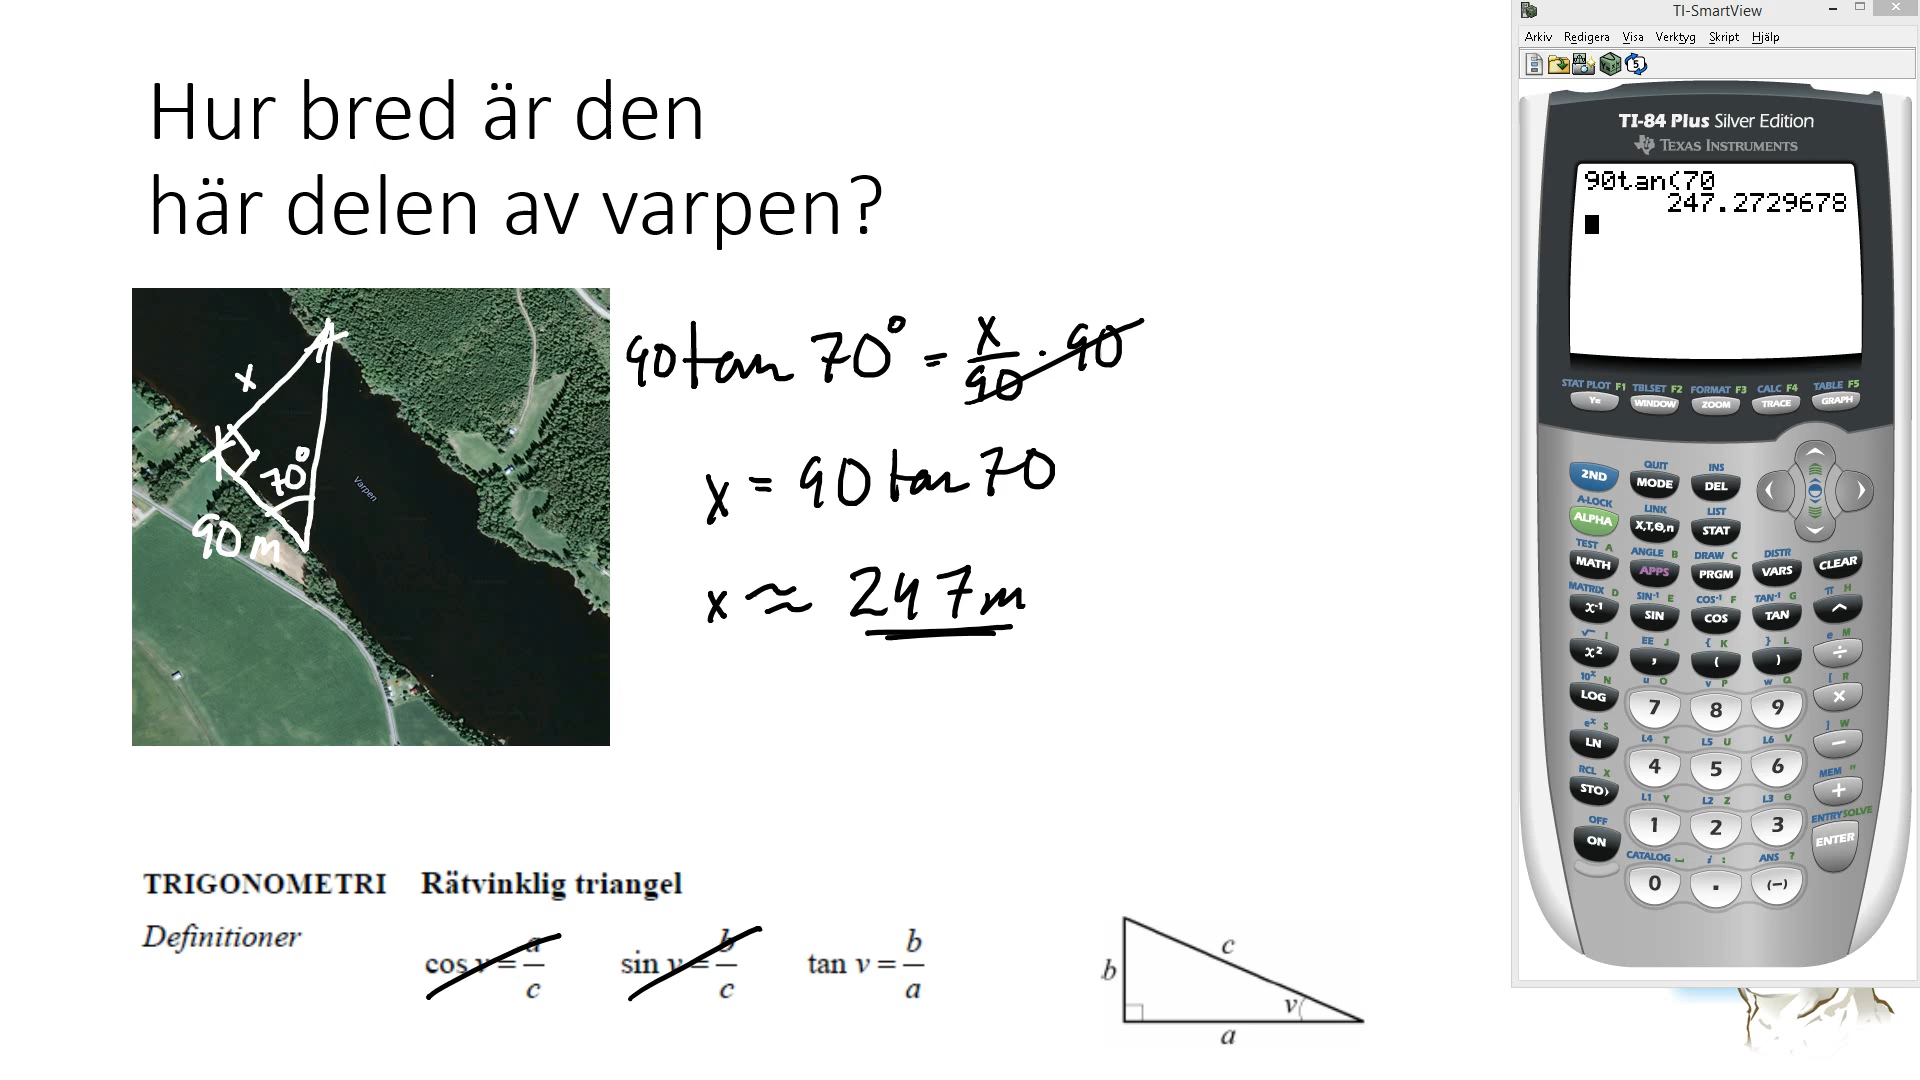 Hur bred är den
här delen av varpen?
x
70°
90 m
Varpen
90 tan 70° = x/90 · 90
x = 90 tan 70
x ≈ 247 m
TRIGONOMETRI Rätvinklig triangel
Definitioner
cos v = a/c sin v = b/c tan v = b/a
b c v a
TI-SmartView
Arkiv Redigera Visa Verktyg Skript Hjälp
TI-84 Plus Silver Edition
TEXAS INSTRUMENTS
90tan(70
247.2729678
STAT PLOT F1 TBLSET F2 FORMAT F3 CALC F4 TABLE F5
Y= WINDOW ZOOM TRACE GRAPH
QUIT INS
2ND MODE DEL
A-LOCK LINK LIST
ALPHA X,T,Θ,n STAT
TEST A ANGLE B DRAW C DISTR
MATH APPS PRGM VARS CLEAR
MATRIX D SIN⁻¹ E COS⁻¹ F TAN⁻¹ G π H
x⁻¹ SIN COS TAN ^
√ I EE J { K } L e M
x² , ( ) ÷
10ˣ N u O v P w Q [ R
LOG 7 8 9 ×
eˣ S L4 T L5 U L6 V ] W
LN 4 5 6 −
RCL X L1 Y L2 Z L3 θ MEM "
STO› 1 2 3 +
OFF CATALOG ⎵ i : ANS ? ENTRY SOLVE
ON 0 . (−) ENTER